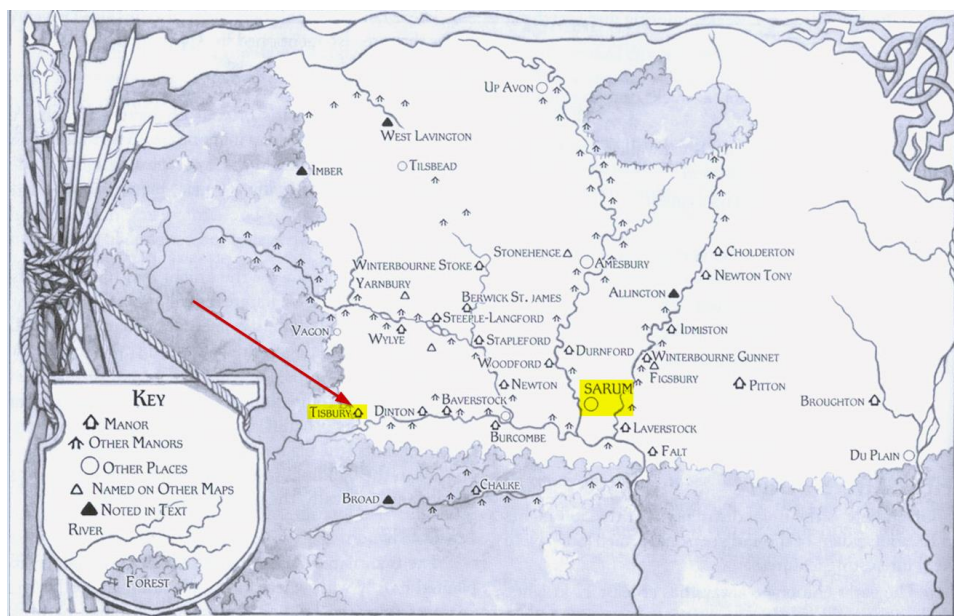 Up Avon
West Lavington
Tilsbead
Imber
Stonehenge
Amesbury
Cholderton
Winterbourne Stoke
Newton Tony
Yarnbury
Allington
Berwick St. James
Steeple-Langford
Vagon
Wylye
Stapleford
Idmiston
Durnford
Winterbourne Gunnet
Woodford
Figsbury
Newton
SARUM
Pitton
Key
Baverstock
Tisbury
Dinton
Broughton
Manor
Burcombe
Laverstock
Other Manors
Falt
Du Plain
Other Places
Chalke
Named on Other Maps
Broad
Noted in Text
River
Forest